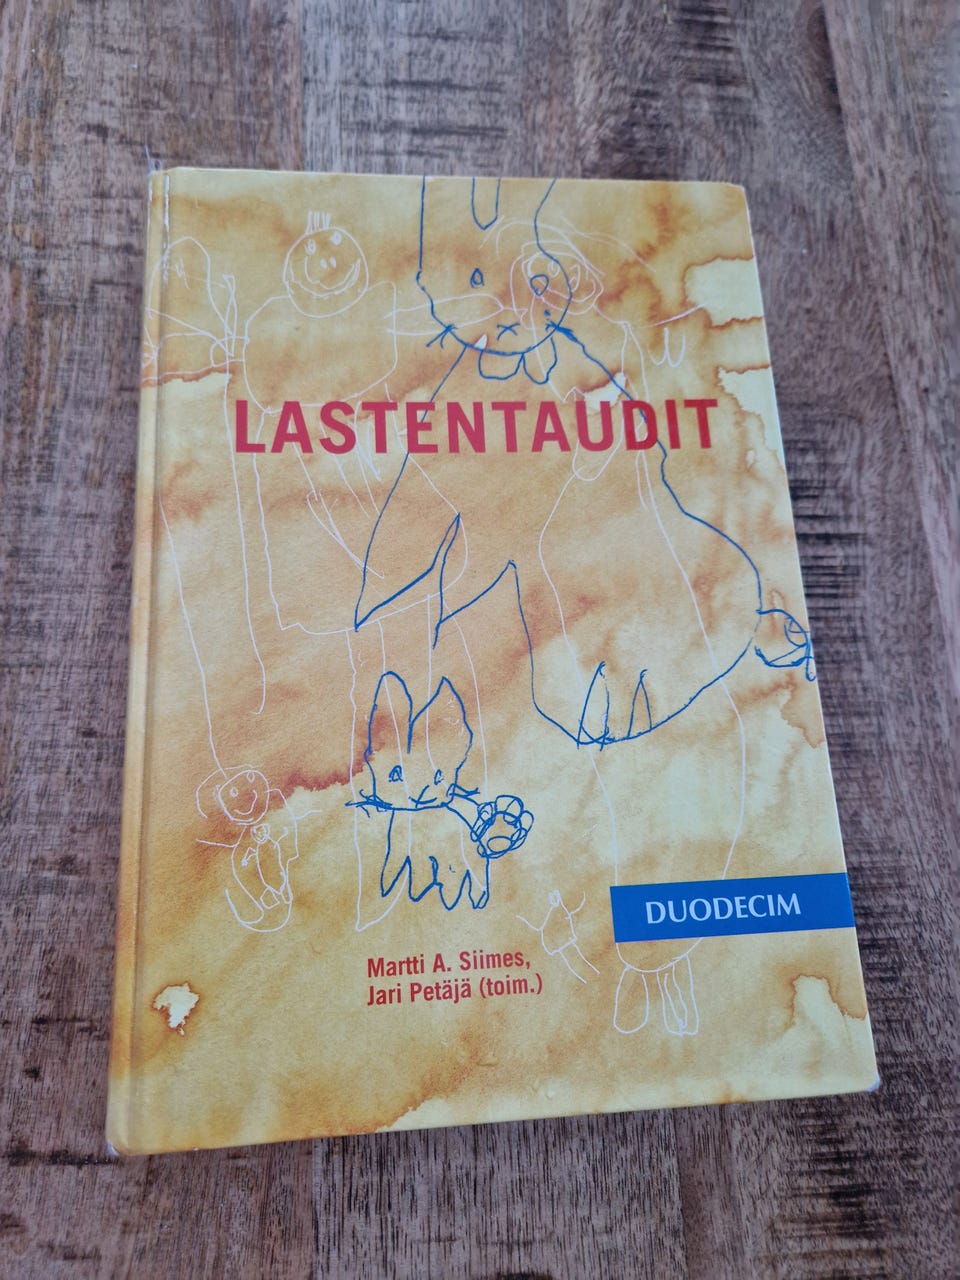 LASTENTAUDIT
DUODECIM
Martti A. Siimes,
Jari Petäjä (toim.)